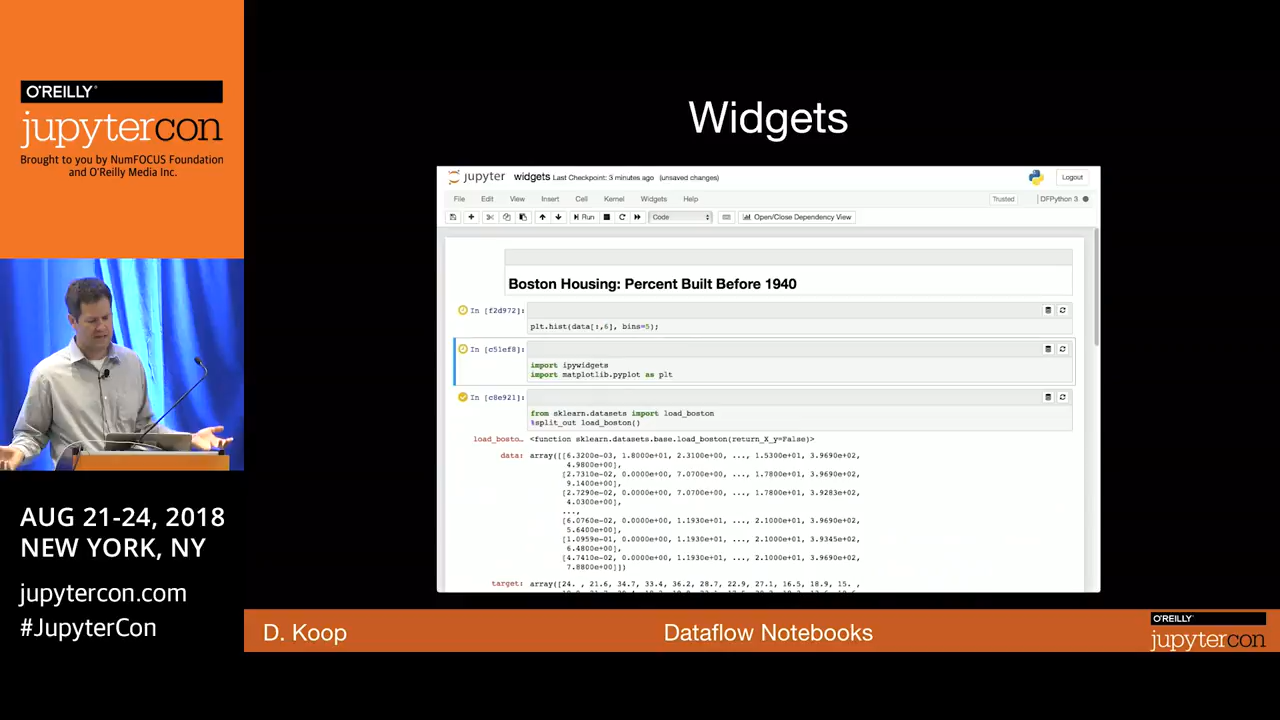 O'REILLY®
jupytercon
Brought to you by NumFOCUS Foundation
and O'Reilly Media Inc.
AUG 21-24, 2018
NEW YORK, NY
jupytercon.com
#JupyterCon
Widgets
jupyter widgets Last Checkpoint: 3 minutes ago (unsaved changes)
Logout
File Edit View Insert Cell Kernel Widgets Help
Trusted DFPython 3
Run Code Open/Close Dependency View
Boston Housing: Percent Built Before 1940
In [f2d972]:
plt.hist(data[:,6], bins=5);
In [c51ef8]:
import ipywidgets
import matplotlib.pyplot as plt
In [c8e921]:
from sklearn.datasets import load_boston
%split_out load_boston()
load_bosto… <function sklearn.datasets.base.load_boston(return_X_y=False)>
data: array([[6.3200e-03, 1.8000e+01, 2.3100e+00, ..., 1.5300e+01, 3.9690e+02,
4.9800e+00],
[2.7310e-02, 0.0000e+00, 7.0700e+00, ..., 1.7800e+01, 3.9690e+02,
9.1400e+00],
[2.7290e-02, 0.0000e+00, 7.0700e+00, ..., 1.7800e+01, 3.9283e+02,
4.0300e+00],
...,
[6.0760e-02, 0.0000e+00, 1.1930e+01, ..., 2.1000e+01, 3.9690e+02,
5.6400e+00],
[1.0959e-01, 0.0000e+00, 1.1930e+01, ..., 2.1000e+01, 3.9345e+02,
6.4800e+00],
[4.7410e-02, 0.0000e+00, 1.1930e+01, ..., 2.1000e+01, 3.9690e+02,
7.8800e+00]])
target: array([24. , 21.6, 34.7, 33.4, 36.2, 28.7, 22.9, 27.1, 16.5, 18.9, 15. ,
D. Koop
Dataflow Notebooks
O'REILLY®
jupytercon